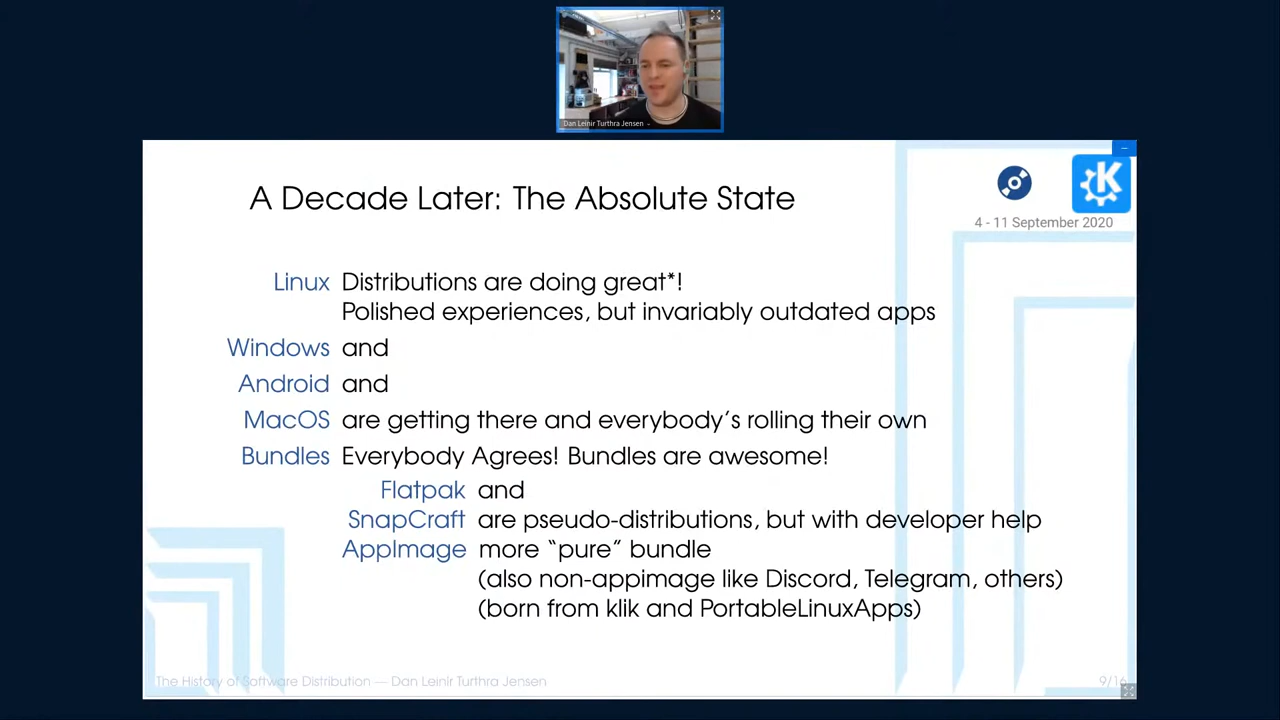 Dan Leinir Turthra Jensen
A Decade Later: The Absolute State
4 - 11 September 2020
Linux Distributions are doing great*!
Polished experiences, but invariably outdated apps
Windows and
Android and
MacOS are getting there and everybody's rolling their own
Bundles Everybody Agrees! Bundles are awesome!
Flatpak and
SnapCraft are pseudo-distributions, but with developer help
AppImage more “pure” bundle
(also non-appimage like Discord, Telegram, others)
(born from klik and PortableLinuxApps)
The History of Software Distribution — Dan Leinir Turthra Jensen